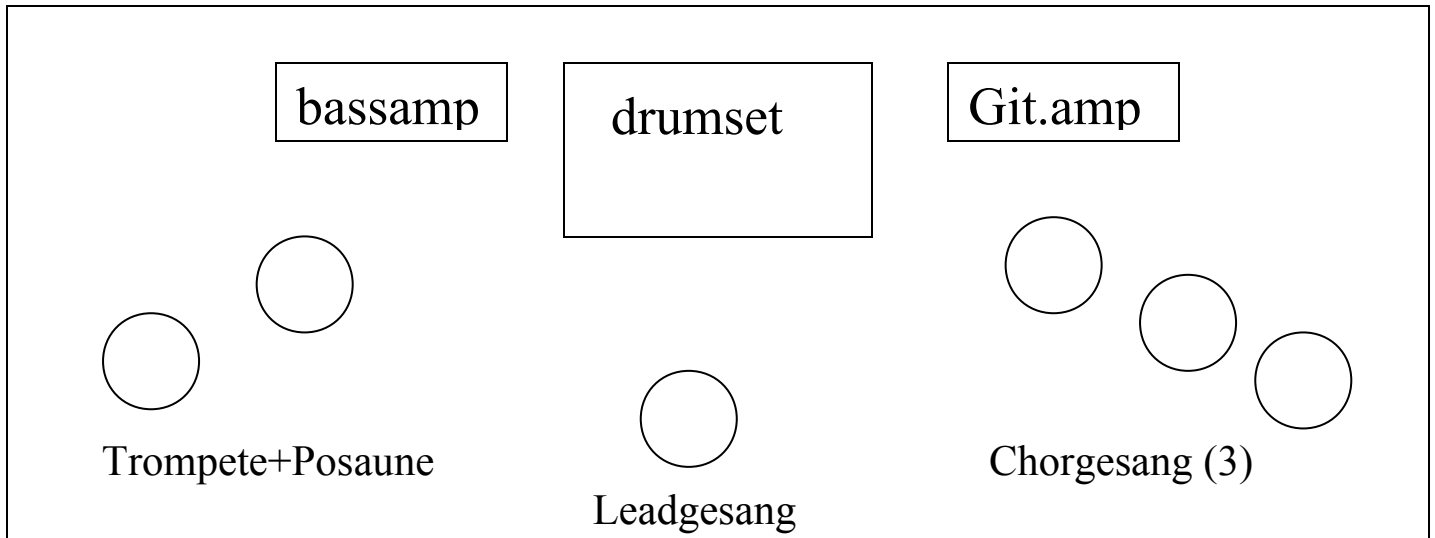 bassamp
drumset
Git.amp
Trompete+Posaune
Chorgesang (3)
Leadgesang